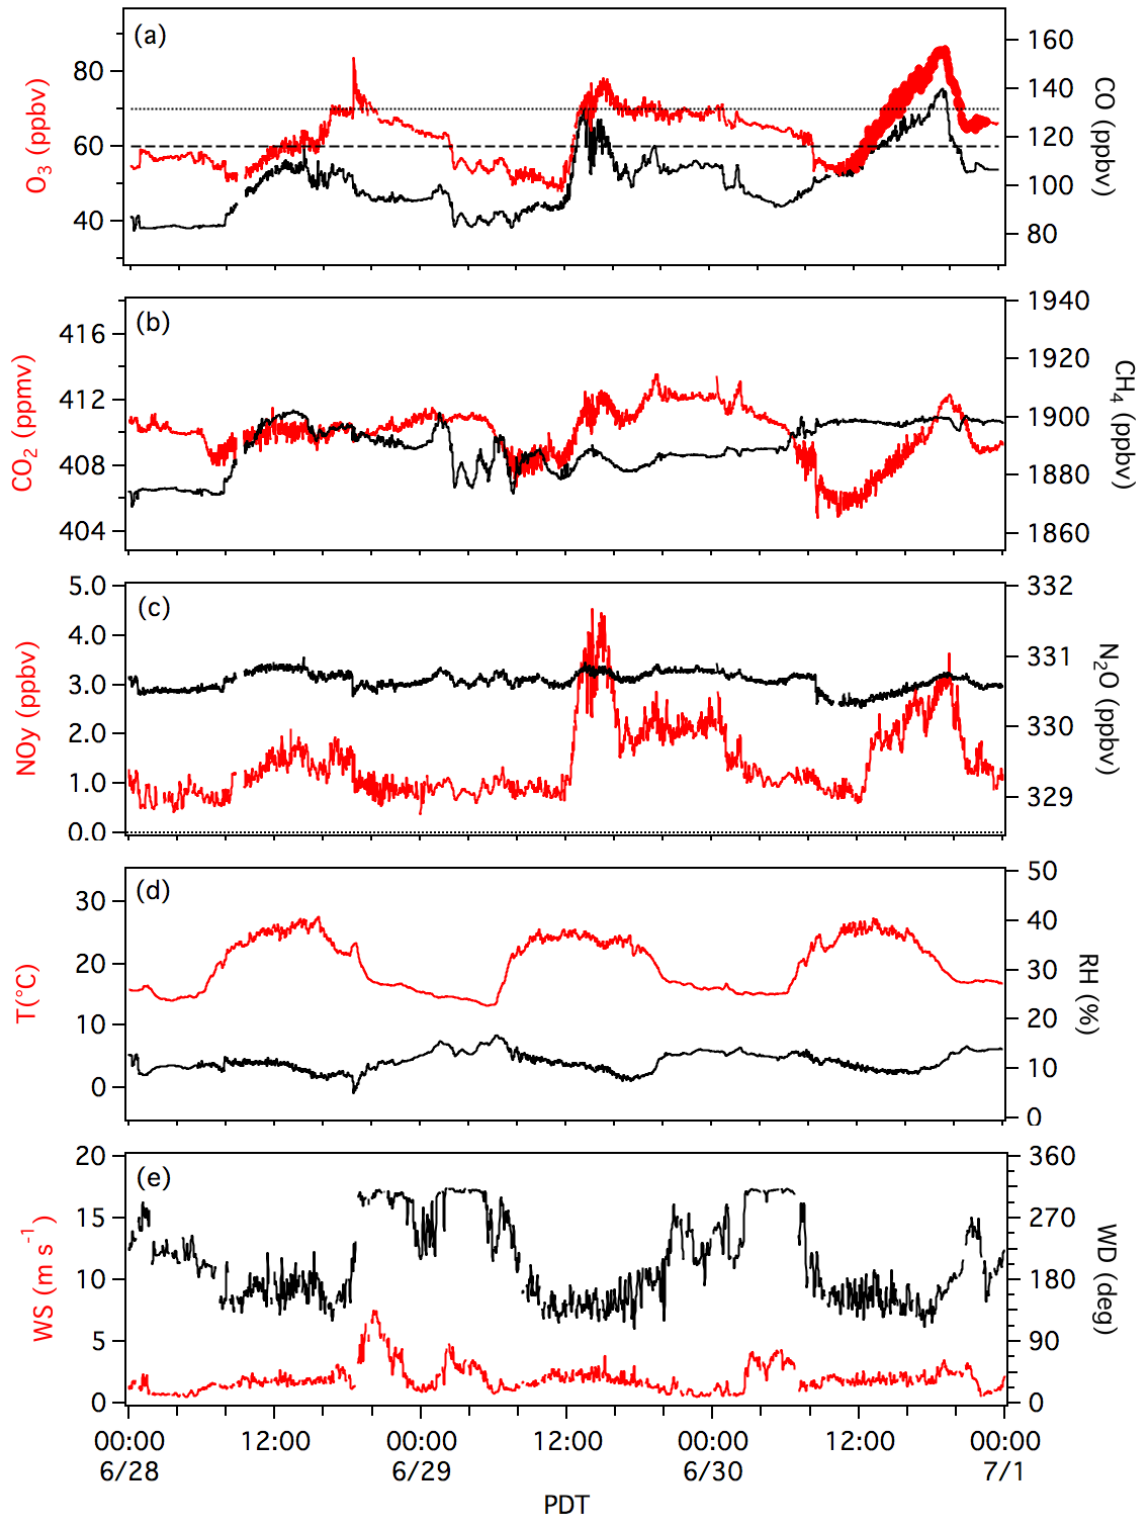 (a)
80
60
40
O3 (ppbv)
160
140
120
100
80
CO (ppbv)
(b)
416
412
408
404
CO2 (ppmv)
1940
1920
1900
1880
1860
CH4 (ppbv)
(c)
5.0
4.0
3.0
2.0
1.0
0.0
NOy (ppbv)
332
331
330
329
N2O (ppbv)
(d)
30
20
10
0
T(°C)
50
40
30
20
10
0
RH (%)
(e)
20
15
10
5
0
WS (m s-1)
360
270
180
90
0
WD (deg)
00:00 12:00 00:00 12:00 00:00 12:00 00:00
6/28 6/29 6/30 7/1
PDT